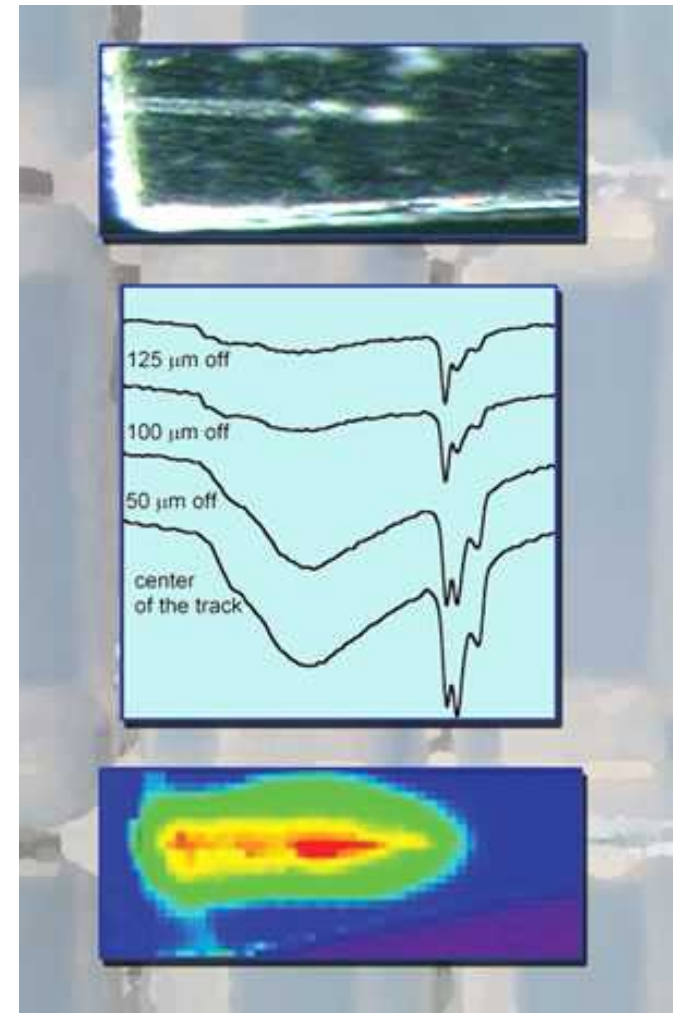 125 μm off
100 μm off
50 μm off
center
of the track